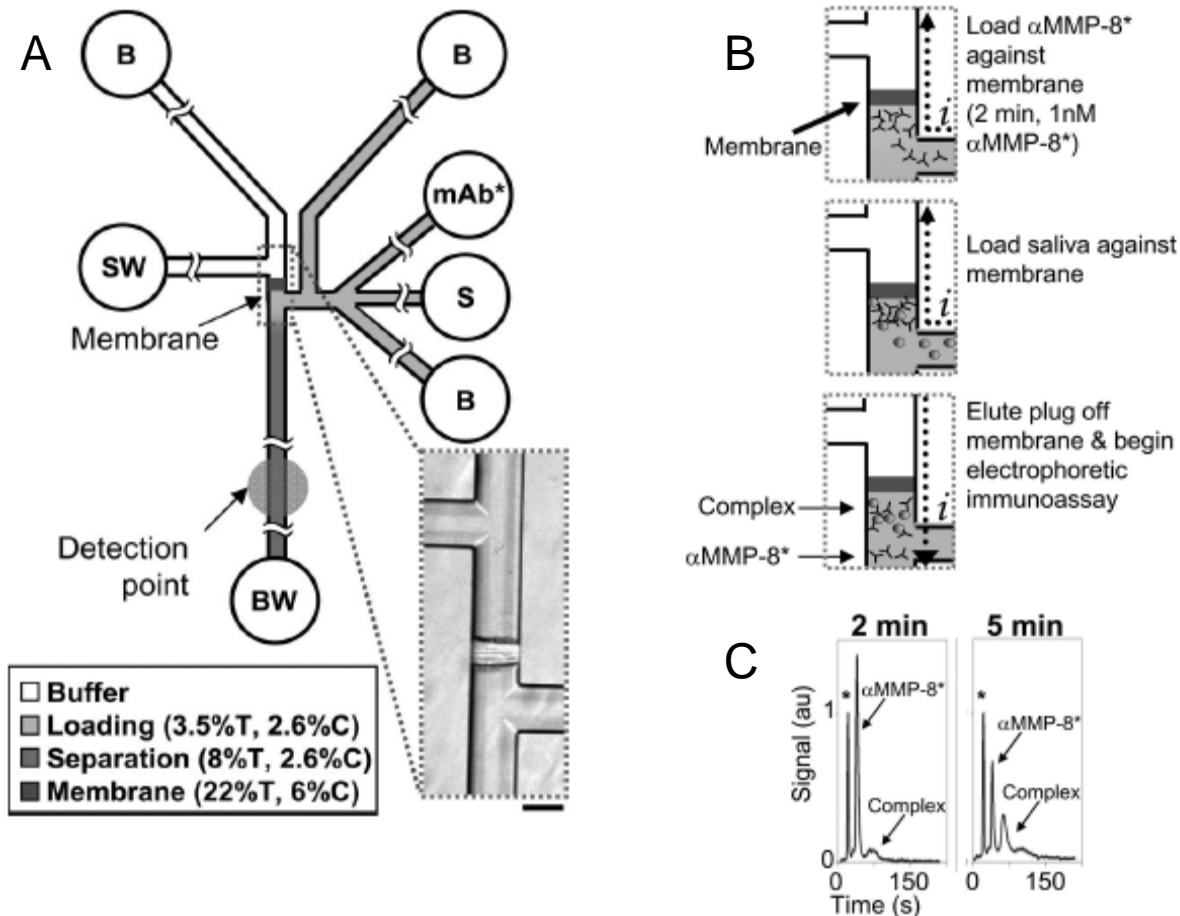 A
B
B
mAb*
SW
S
Membrane
B
Detection
point
BW
Buffer
Loading (3.5%T, 2.6%C)
Separation (8%T, 2.6%C)
Membrane (22%T, 6%C)
B
Load αMMP-8*
against
membrane
(2 min, 1nM
αMMP-8*)
i
Membrane
Load saliva against
membrane
i
Elute plug off
membrane & begin
electrophoretic
immunoassay
i
Complex
αMMP-8*
C
2 min
5 min
Signal (au)
1
0
*
αMMP-8*
Complex
*
αMMP-8*
Complex
0
150
0
150
Time (s)